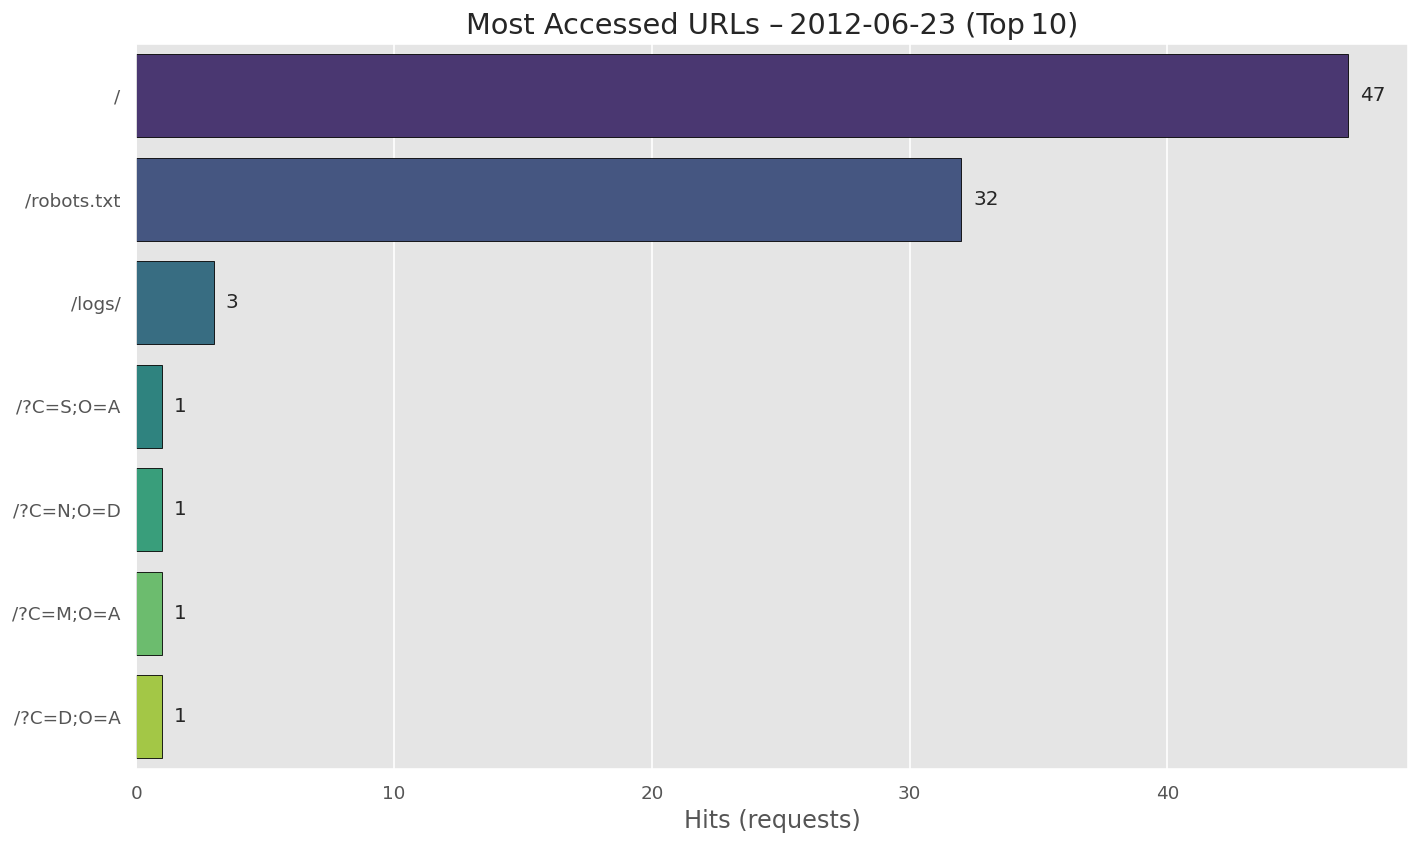 Most Accessed URLs – 2012-06-23 (Top 10)
/
47
/robots.txt
32
/logs/
3
/?C=S;O=A
1
/?C=N;O=D
1
/?C=M;O=A
1
/?C=D;O=A
1
0 10 20 30 40
Hits (requests)